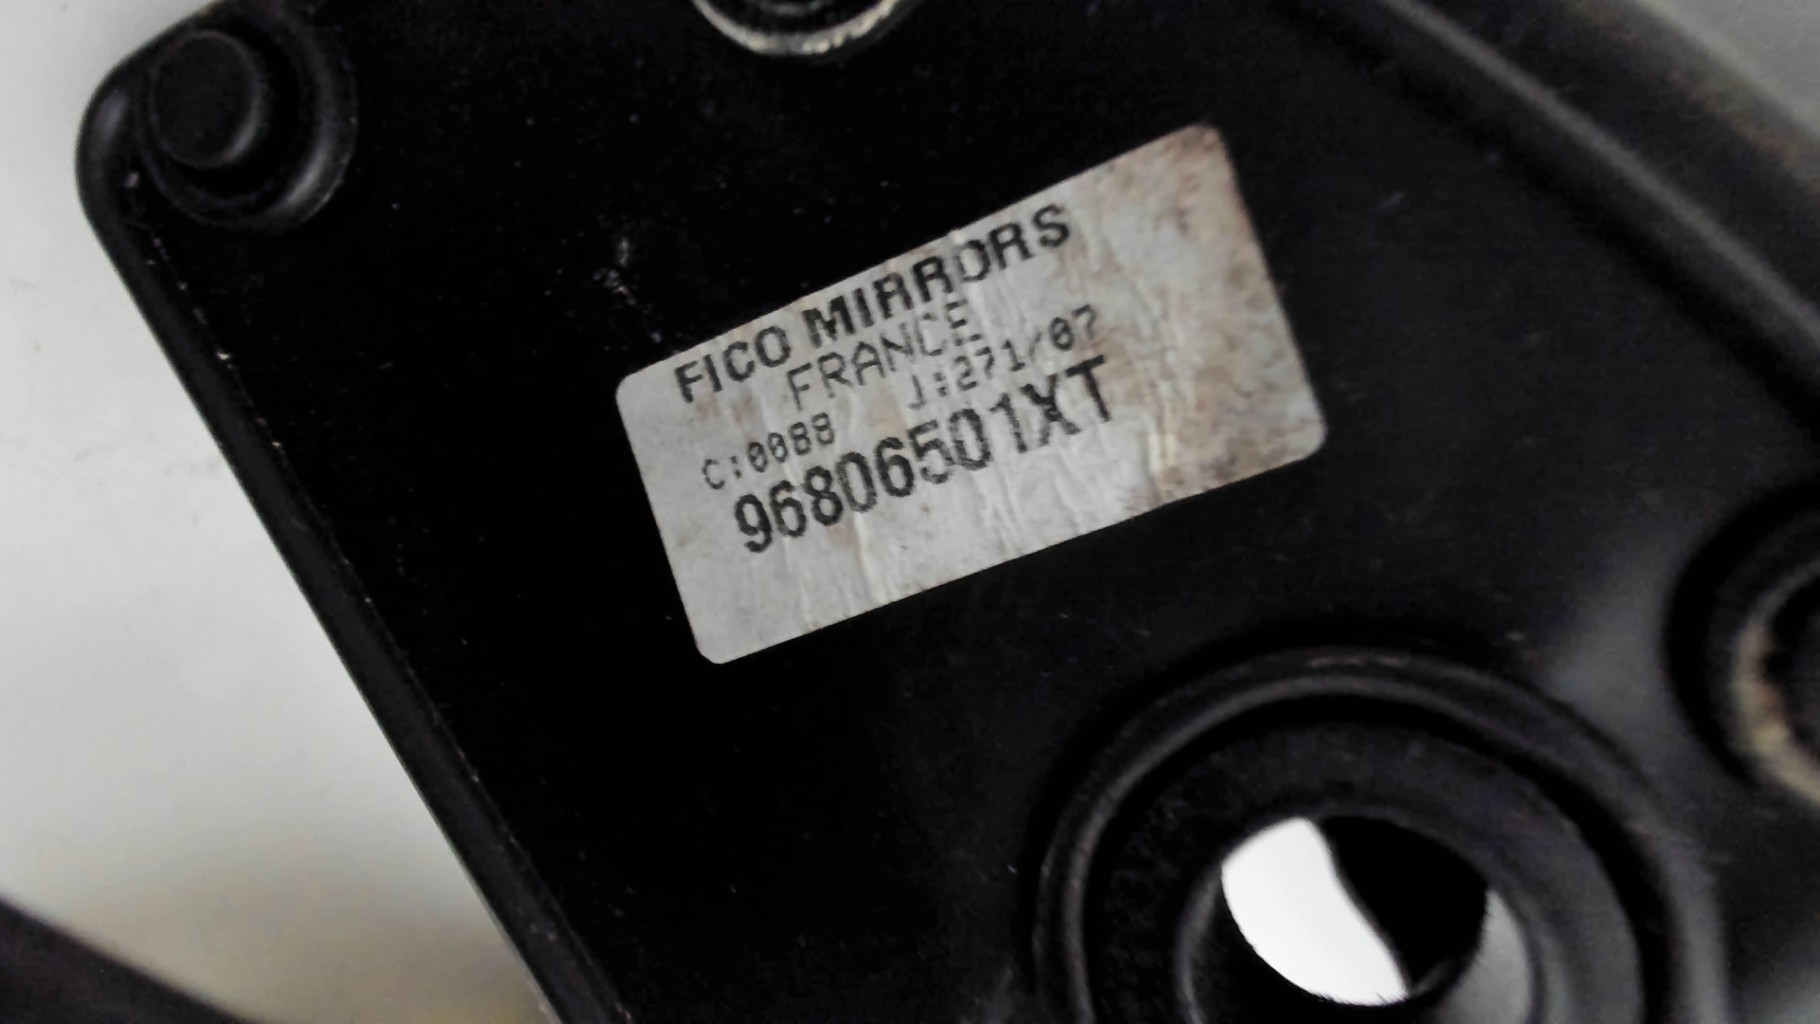 FICO MIRRORS
FRANCE
C:0088 J:271/07
96806501XT